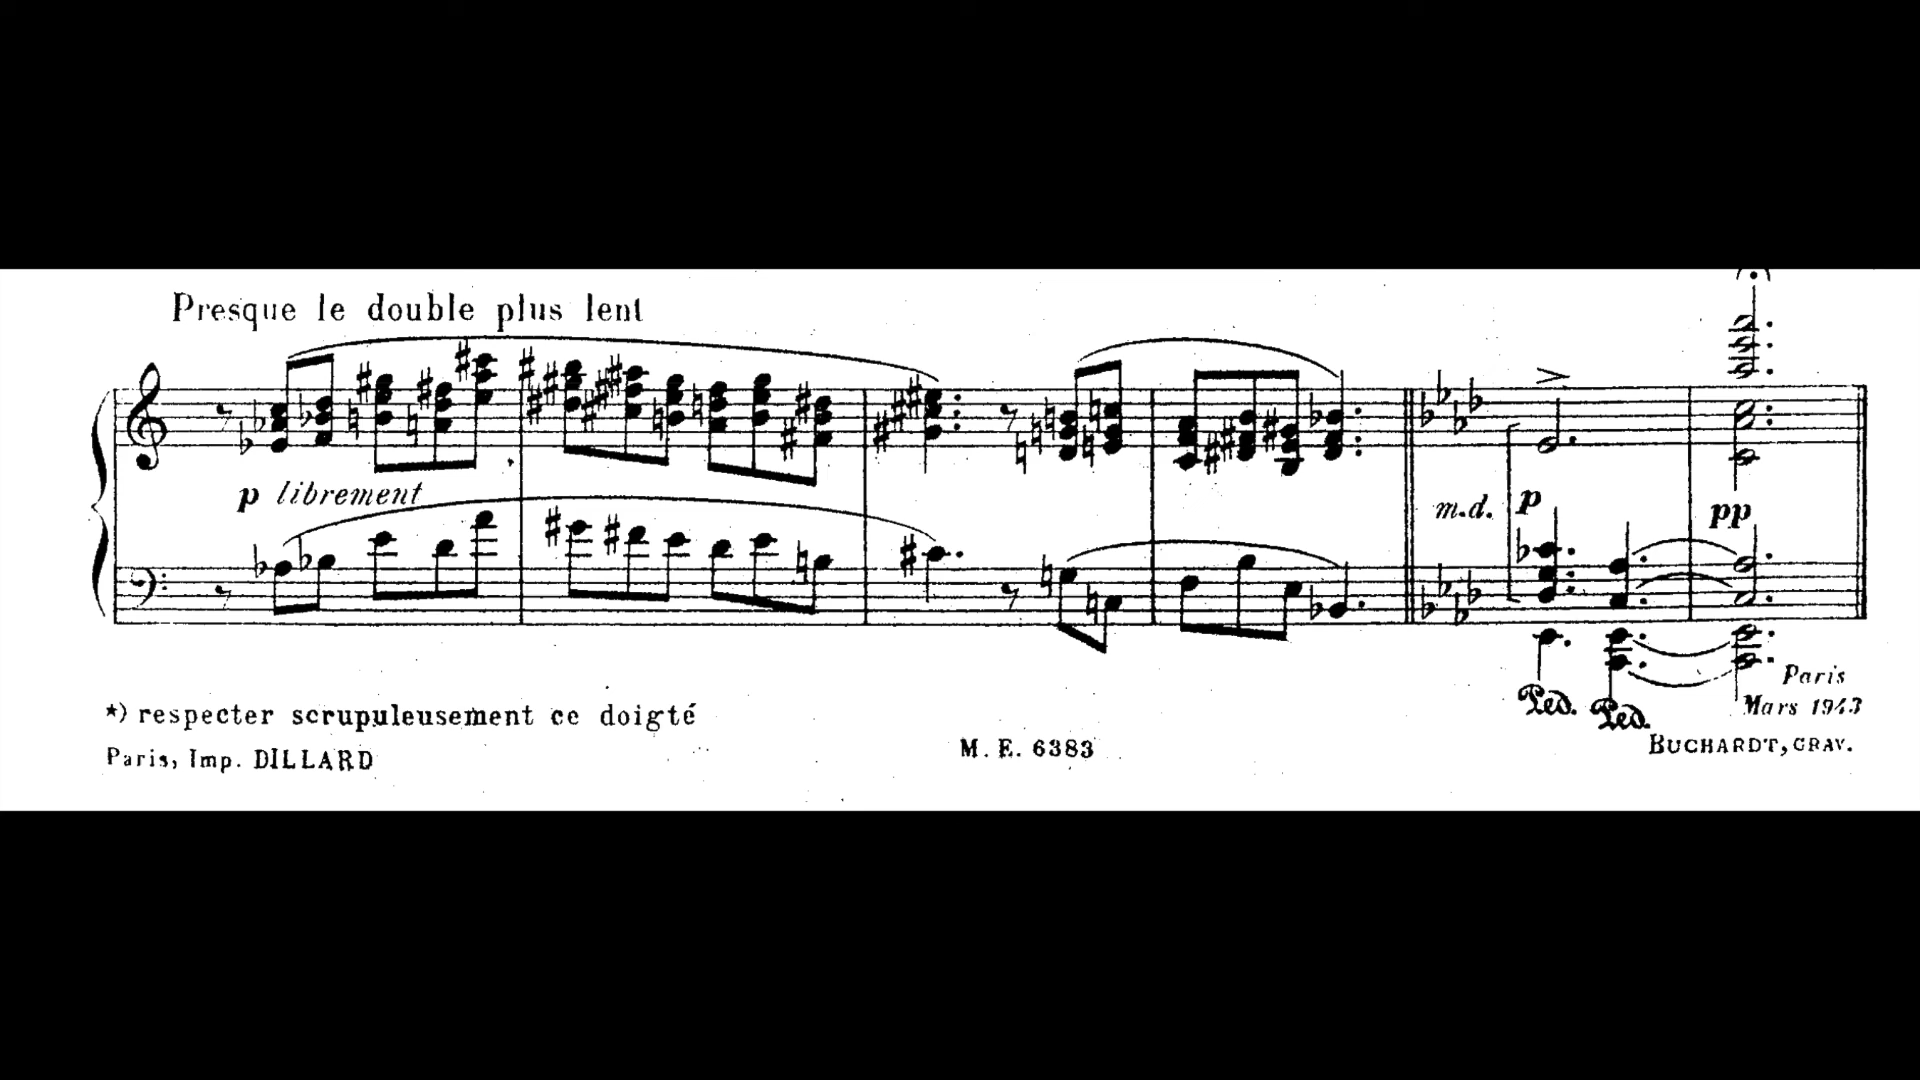 Presque le double plus lent
p librement
m.d. p
pp
Ped. Ped.
Paris
Mars 1943
*) respecter scrupuleusement ce doigté
Paris, Imp. DILLARD
M. E. 6383
BUCHARDT, GRAV.